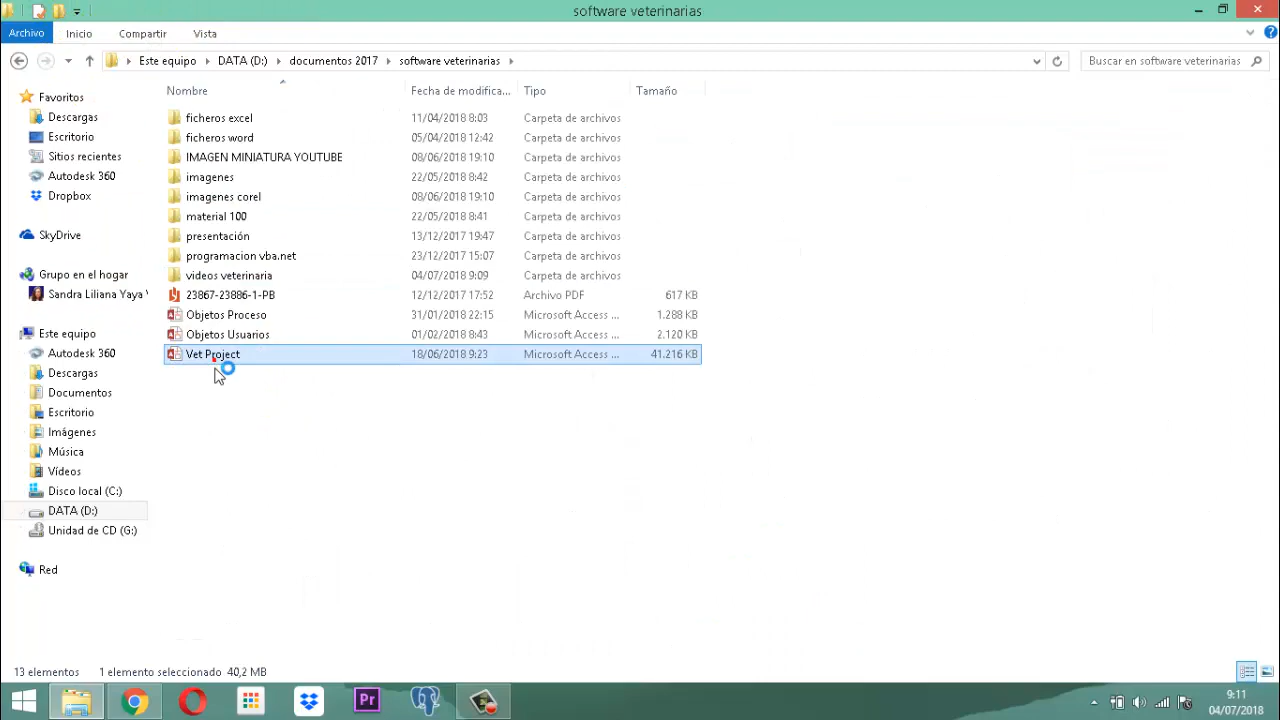 software veterinarias
Archivo Inicio Compartir Vista
Este equipo DATA (D:) documentos 2017 software veterinarias Buscar en software veterinarias
Nombre Fecha de modifica... Tipo Tamaño
Favoritos
Descargas
Escritorio
Sitios recientes
Autodesk 360
Dropbox
SkyDrive
Grupo en el hogar
Sandra Liliana Yaya
Este equipo
Autodesk 360
Descargas
Documentos
Escritorio
Imágenes
Música
Vídeos
Disco local (C:)
DATA (D:)
Unidad de CD (G:)
Red
ficheros excel 11/04/2018 8:03 Carpeta de archivos
ficheros word 05/04/2018 12:42 Carpeta de archivos
IMAGEN MINIATURA YOUTUBE 08/06/2018 19:10 Carpeta de archivos
imagenes 22/05/2018 8:42 Carpeta de archivos
imagenes corel 08/06/2018 19:10 Carpeta de archivos
material 100 22/05/2018 8:41 Carpeta de archivos
presentación 13/12/2017 19:47 Carpeta de archivos
programacion vba.net 23/12/2017 15:07 Carpeta de archivos
videos veterinaria 04/07/2018 9:09 Carpeta de archivos
23867-23886-1-PB 12/12/2017 17:52 Archivo PDF 617 KB
Objetos Proceso 31/01/2018 22:15 Microsoft Access ... 1.288 KB
Objetos Usuarios 01/02/2018 8:43 Microsoft Access ... 2.120 KB
Vet Project 18/06/2018 9:23 Microsoft Access ... 41.216 KB
13 elementos 1 elemento seleccionado 40,2 MB
Pr
9:11
04/07/2018